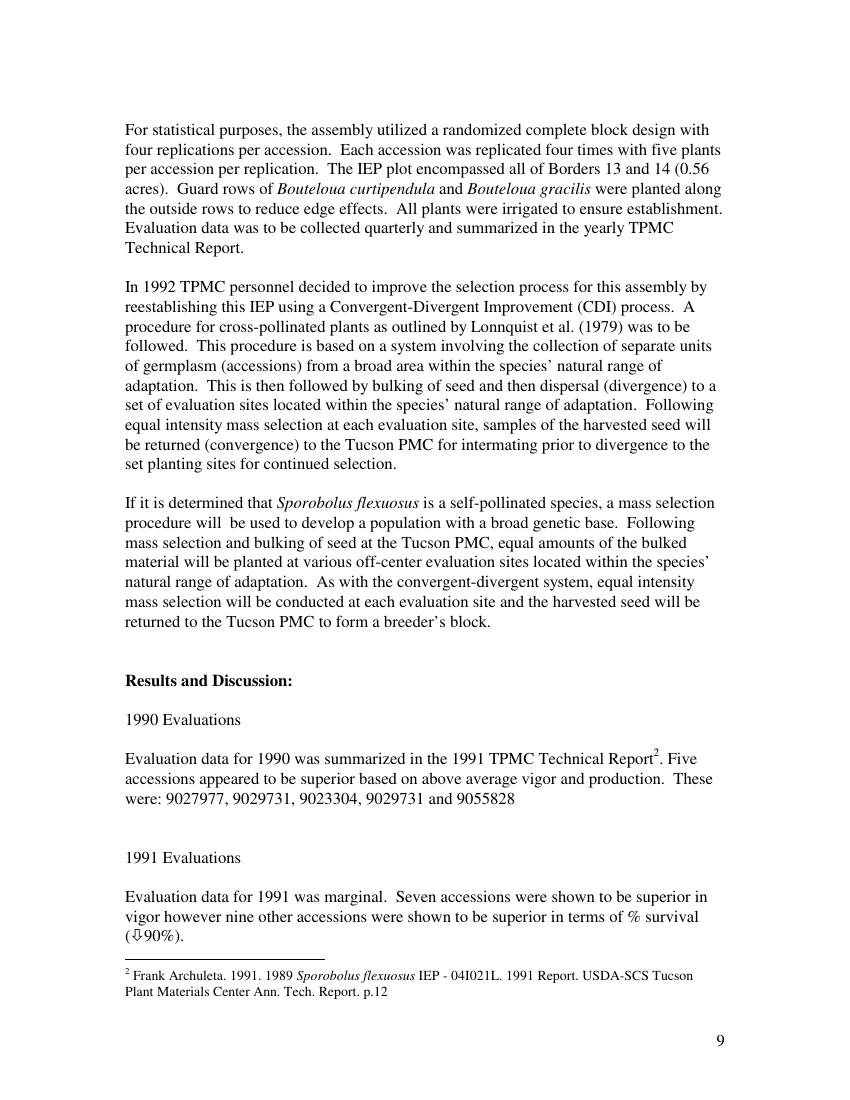 For statistical purposes, the assembly utilized a randomized complete block design with
four replications per accession.  Each accession was replicated four times with five plants
per accession per replication.  The IEP plot encompassed all of Borders 13 and 14 (0.56
acres).  Guard rows of Bouteloua curtipendula and Bouteloua gracilis were planted along
the outside rows to reduce edge effects.  All plants were irrigated to ensure establishment.
Evaluation data was to be collected quarterly and summarized in the yearly TPMC
Technical Report.
In 1992 TPMC personnel decided to improve the selection process for this assembly by
reestablishing this IEP using a Convergent-Divergent Improvement (CDI) process.  A
procedure for cross-pollinated plants as outlined by Lonnquist et al. (1979) was to be
followed.  This procedure is based on a system involving the collection of separate units
of germplasm (accessions) from a broad area within the species’ natural range of
adaptation.  This is then followed by bulking of seed and then dispersal (divergence) to a
set of evaluation sites located within the species’ natural range of adaptation.  Following
equal intensity mass selection at each evaluation site, samples of the harvested seed will
be returned (convergence) to the Tucson PMC for intermating prior to divergence to the
set planting sites for continued selection.
If it is determined that Sporobolus flexuosus is a self-pollinated species, a mass selection
procedure will  be used to develop a population with a broad genetic base.  Following
mass selection and bulking of seed at the Tucson PMC, equal amounts of the bulked
material will be planted at various off-center evaluation sites located within the species’
natural range of adaptation.  As with the convergent-divergent system, equal intensity
mass selection will be conducted at each evaluation site and the harvested seed will be
returned to the Tucson PMC to form a breeder’s block.
Results and Discussion:
1990 Evaluations
Evaluation data for 1990 was summarized in the 1991 TPMC Technical Report2. Five
accessions appeared to be superior based on above average vigor and production.  These
were: 9027977, 9029731, 9023304, 9029731 and 9055828
1991 Evaluations
Evaluation data for 1991 was marginal.  Seven accessions were shown to be superior in
vigor however nine other accessions were shown to be superior in terms of % survival
(⇩90%).
2 Frank Archuleta. 1991. 1989 Sporobolus flexuosus IEP - 04I021L. 1991 Report. USDA-SCS Tucson
Plant Materials Center Ann. Tech. Report. p.12
9